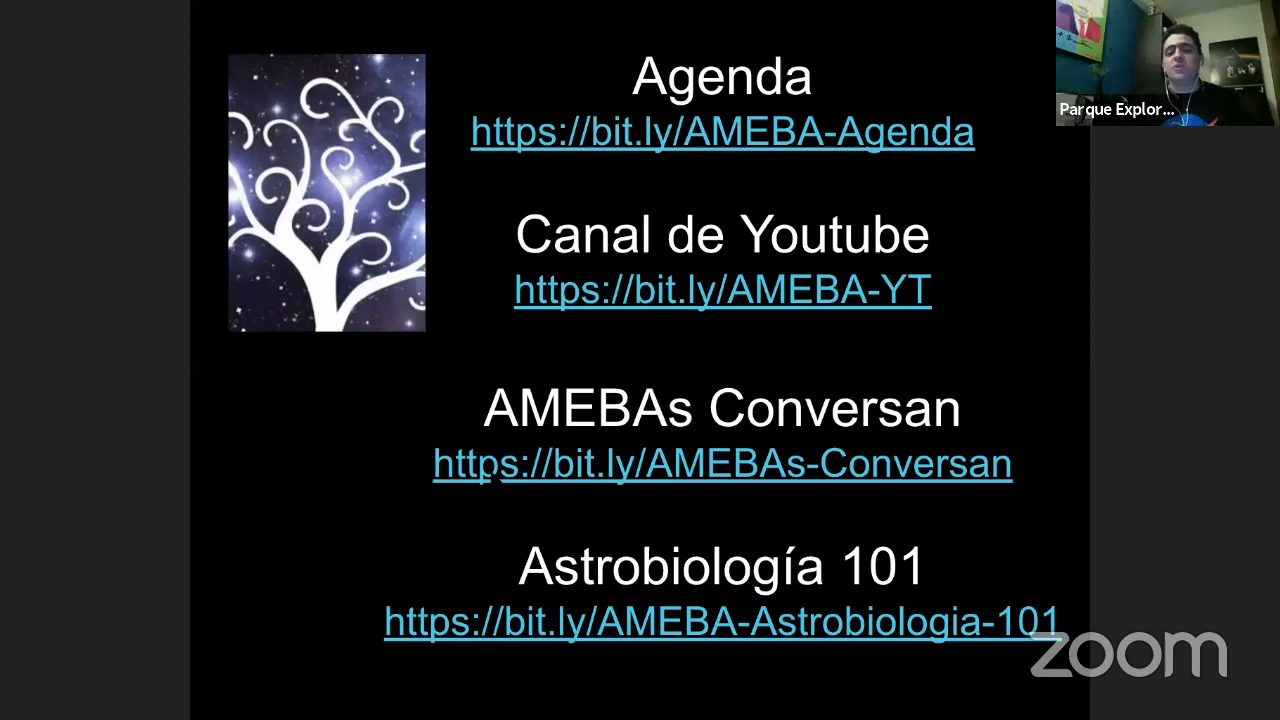 Agenda
https://bit.ly/AMEBA-Agenda
Canal de Youtube
https://bit.ly/AMEBA-YT
AMEBAs Conversan
https://bit.ly/AMEBAs-Conversan
Astrobiología 101
https://bit.ly/AMEBA-Astrobiologia-101
Parque Explor...
zoom